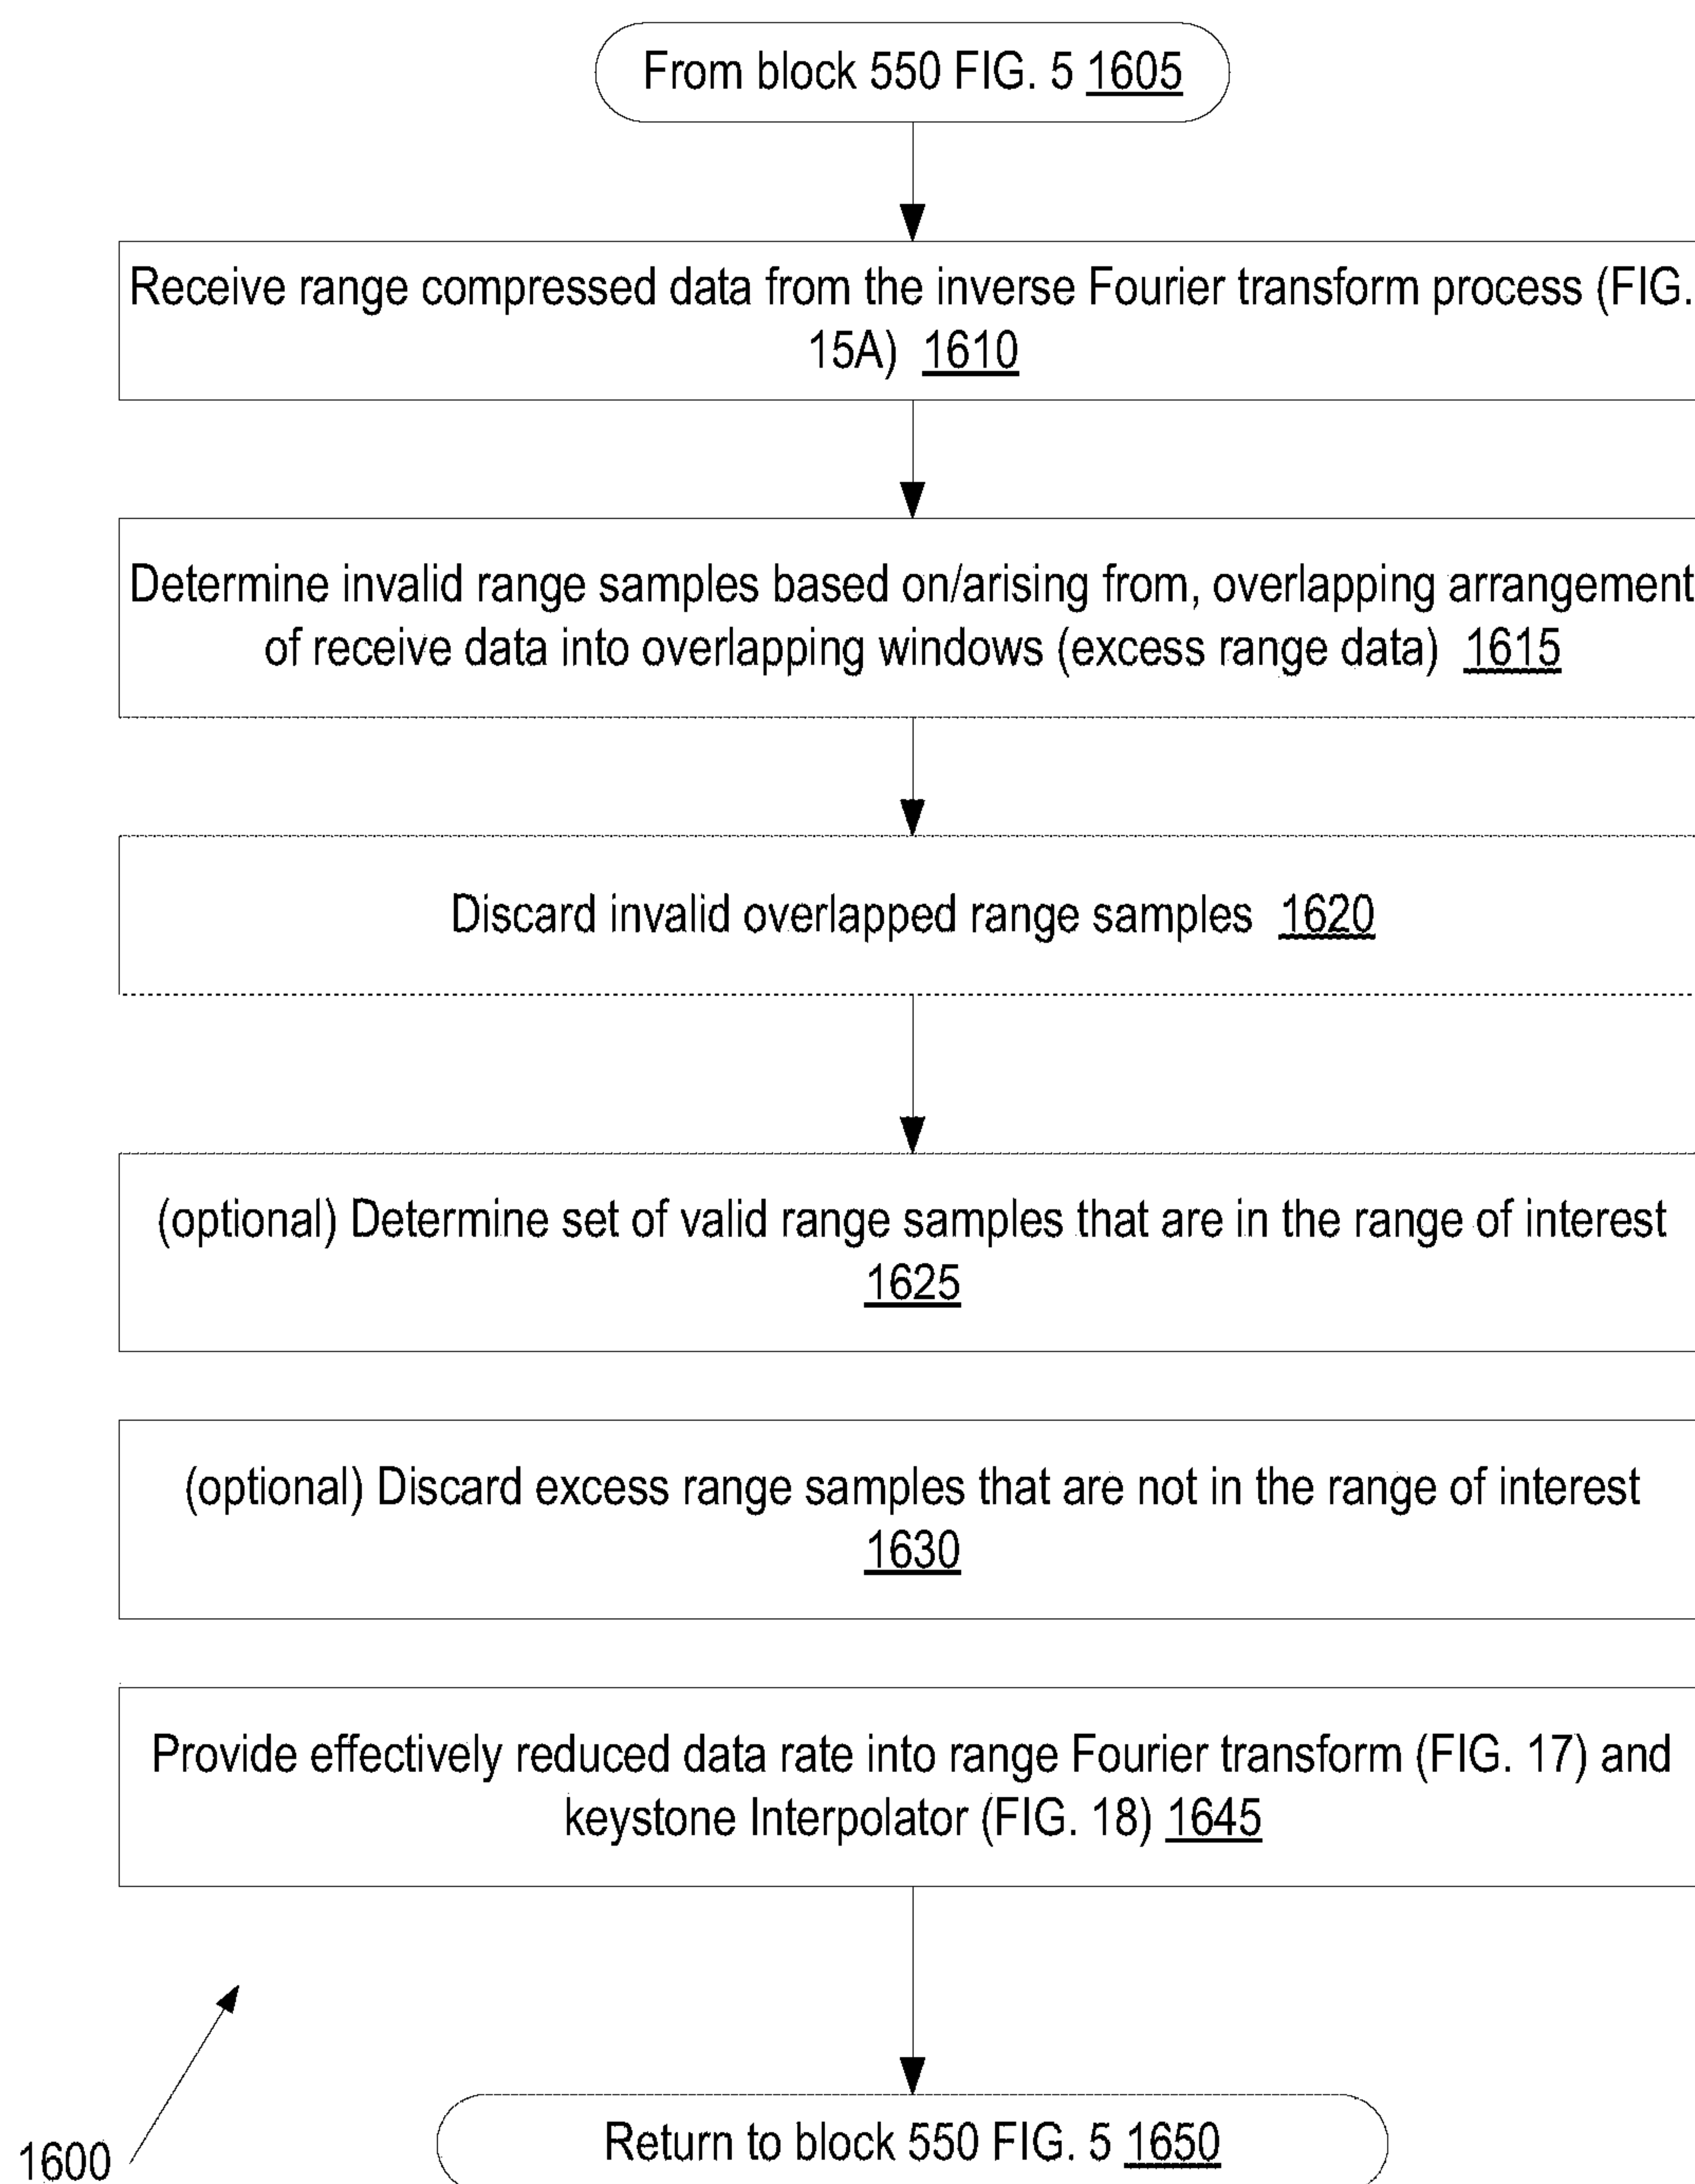 From block 550 FIG. 5 1605
Receive range compressed data from the inverse Fourier transform process (FIG.
15A) 1610
Determine invalid range samples based on/arising from, overlapping arrangement
of receive data into overlapping windows (excess range data) 1615
Discard invalid overlapped range samples 1620
(optional) Determine set of valid range samples that are in the range of interest
1625
(optional) Discard excess range samples that are not in the range of interest
1630
Provide effectively reduced data rate into range Fourier transform (FIG. 17) and
keystone Interpolator (FIG. 18) 1645
Return to block 550 FIG. 5 1650
1600